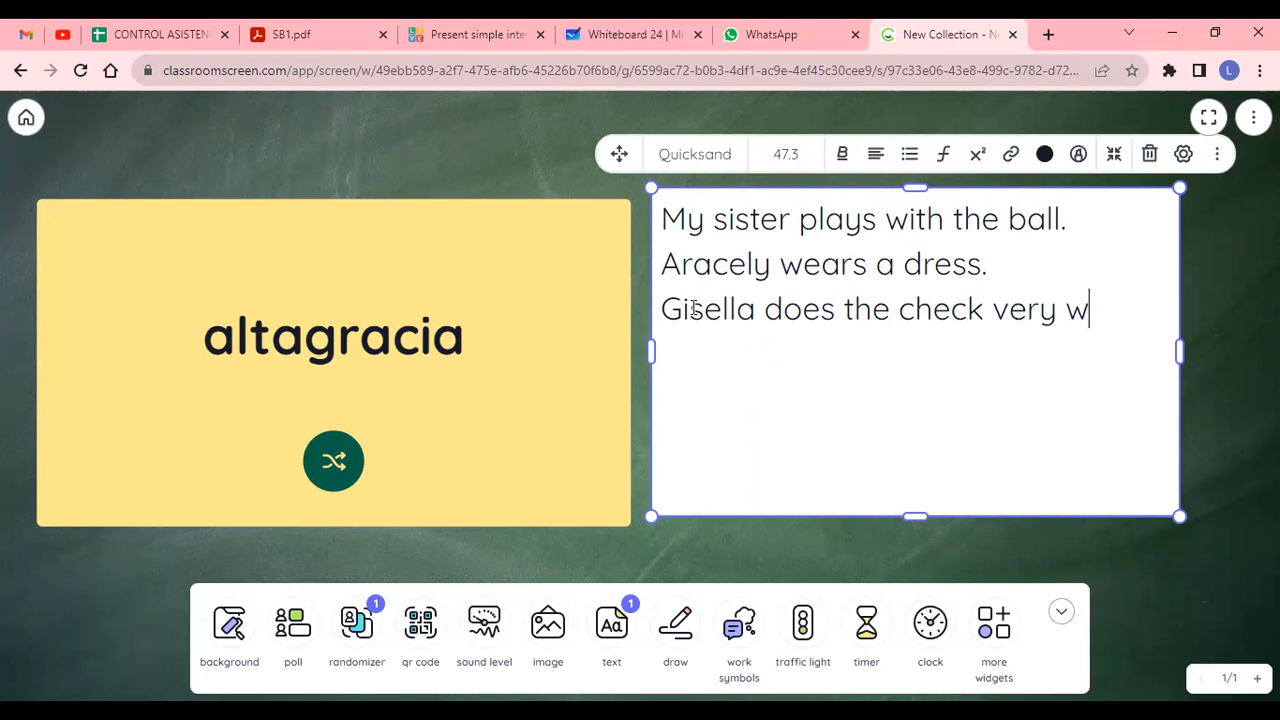 CONTROL ASISTEN
SB1.pdf
Present simple inte
Whiteboard 24 | Mi
WhatsApp
New Collection - N
classroomscreen.com/app/screen/w/49ebb589-a2f7-475e-afb6-45226b70f6b8/g/6599ac72-b0b3-4df1-ac9e-4ef45c30cee9/s/97c33e06-43e8-499c-9782-d72...
L
Quicksand
47.3
My sister plays with the ball.
Aracely wears a dress.
Gisella does the check very w
altagracia
1
1
background
poll
randomizer
qr code
sound level
image
text
draw
work
symbols
traffic light
timer
clock
more
widgets
1/1